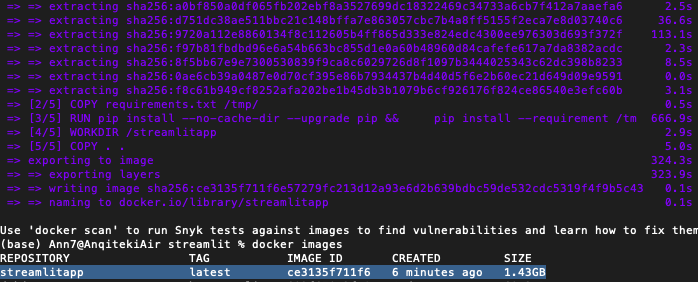 => => extracting sha256:a0bf850a0df065fb202ebf8a3527699dc18322469c34733a6cb7f412a7aaefa6 2.5s
=> => extracting sha256:d751dc38ae511bbc21c148bffa7e863057cbc7b4a8ff5155f2eca7e8d03740c6 36.6s
=> => extracting sha256:9720a112e8860134f8c112605b4ff865d333e824edc4300ee976303d693f372f 113.1s
=> => extracting sha256:f97b81fbdbd96e6a54b663bc855d1e0a60b48960d84cafefe617a7da8382acdc 2.3s
=> => extracting sha256:8f5bb67e9e7300530839f9ca8c6029726d8f1097b3444025343c62dc398b8233 8.5s
=> => extracting sha256:0ae6cb39a0487e0d70cf395e86b7934437b4d40d5f6e2b60ec21d649d09e9591 0.0s
=> => extracting sha256:f8c61b949cf8252afa202be1b45db3b1079b6cf926176f824ce86540e3efc60b 3.1s
=> [2/5] COPY requirements.txt /tmp/
=> [3/5] RUN pip install --no-cache-dir --upgrade pip && pip install --requirement /tm 666.9s
=> [4/5] WORKDIR /streamlitapp 2.9s
=> [5/5] COPY . . 5.0s
=> exporting to image 324.3s
=> => exporting layers 323.9s
=> => writing image sha256:ce3135f711f6e57279fc213d12a93e6d2b639bdbc59de532cdc5319f4f9b5c43 0.1s
=> => naming to docker.io/library/streamlitapp 0.1s
Use 'docker scan' to run Snyk tests against images to find vulnerabilities and learn how to fix them
(base) Ann7@AnqitekiAir streamlit % docker images
REPOSITORY TAG IMAGE ID CREATED SIZE
streamlitapp latest ce3135f711f6 6 minutes ago 1.43GB